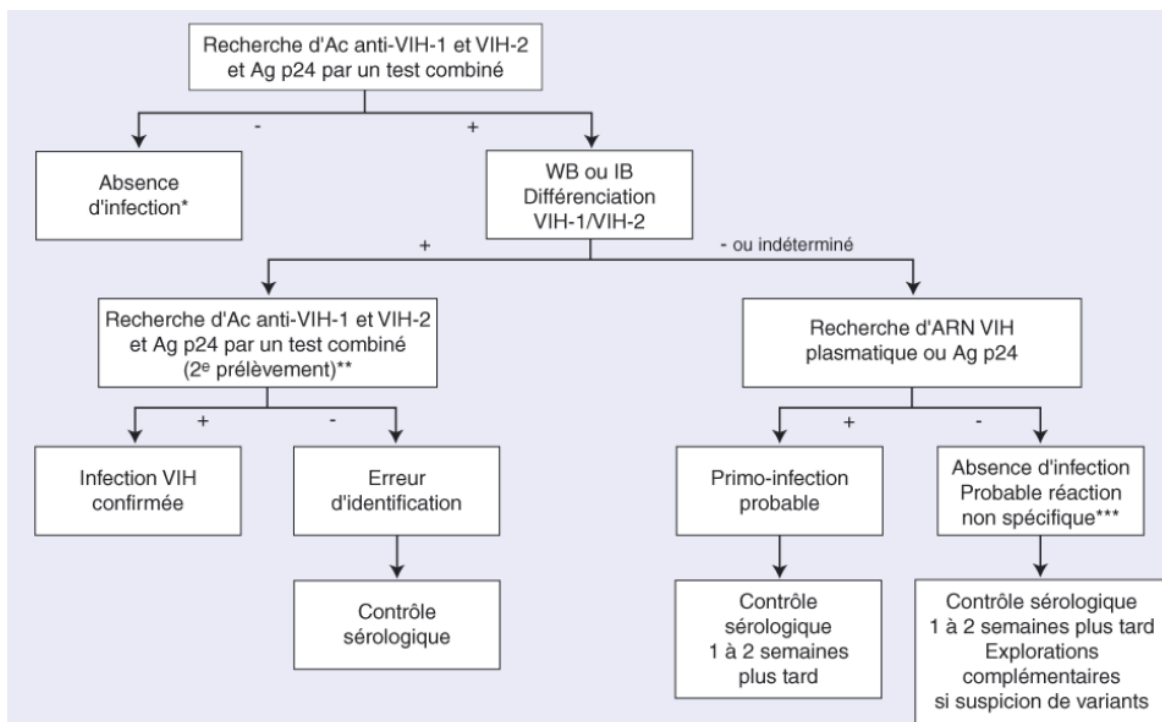 Recherche d'Ac anti-VIH-1 et VIH-2
et Ag p24 par un test combiné
-
+
Absence
d'infection*
WB ou IB
Différenciation
VIH-1/VIH-2
+
- ou indéterminé
Recherche d'Ac anti-VIH-1 et VIH-2
et Ag p24 par un test combiné
(2e prélèvement)**
Recherche d'ARN VIH
plasmatique ou Ag p24
+
-
+
-
Infection VIH
confirmée
Erreur
d'identification
Primo-infection
probable
Absence d'infection
Probable réaction
non spécifique***
Contrôle
sérologique
Contrôle
sérologique
1 à 2 semaines
plus tard
Contrôle sérologique
1 à 2 semaines plus tard
Explorations
complémentaires
si suspicion de variants